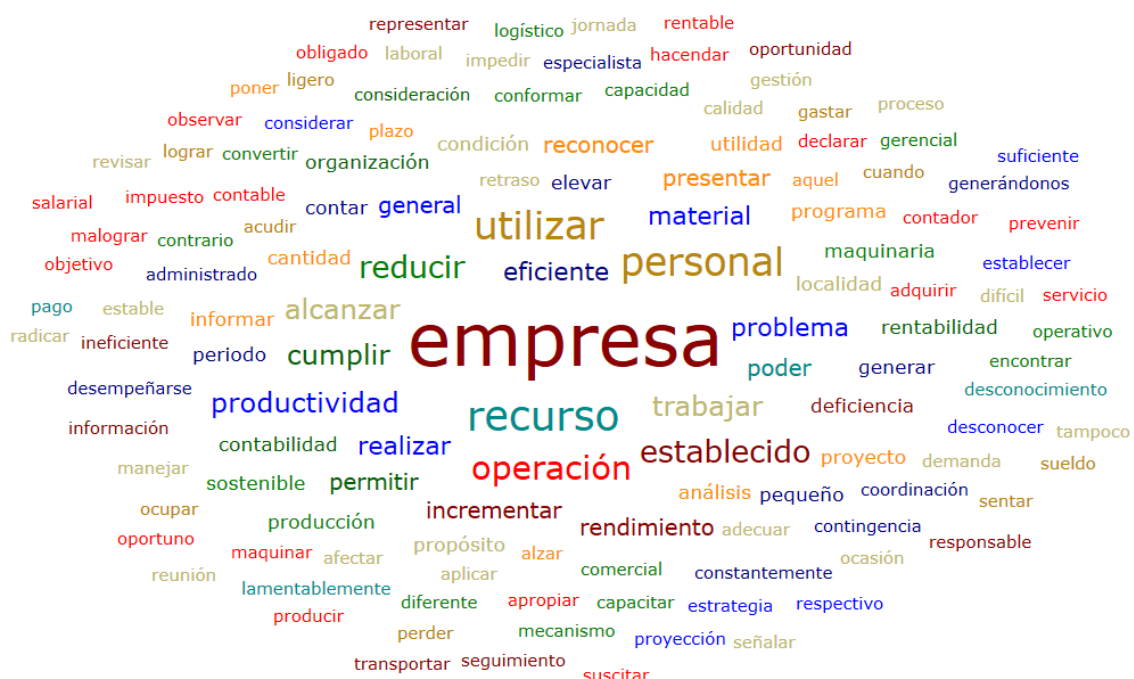 representar logístico jornada rentable
obligado laboral impedir especialista hacendar oportunidad
poner ligero consideración conformar capacidad gestión
observar considerar plazo condición reconocer calidad gastar proceso
revisar lograr convertir organización utilidad declarar gerencial suficiente
salarial impuesto contable contar general retraso elevar presentar aquel cuando generándonos
malograr contrario acudir utilizar material programa contador prevenir
objetivo administrado cantidad reducir eficiente personal maquinaria establecer
pago estable informar alcanzar localidad adquirir difícil servicio
radicar ineficiente periodo cumplir empresa problema rentabilidad operativo
desempeñarse poder generar encontrar
información productividad recurso trabajar deficiencia desconocimiento
contabilidad realizar establecido desconocer tampoco
manejar sostenible permitir operación proyecto demanda sueldo
ocupar producción incrementar análisis pequeño coordinación sentar
oportuno maquinar afectar propósito alzar rendimiento adecuar contingencia responsable
reunión aplicar comercial constantemente ocasión
lamentablemente diferente apropiar capacitar estrategia respectivo
producir perder mecanismo proyección señalar
transportar seguimiento suscitar